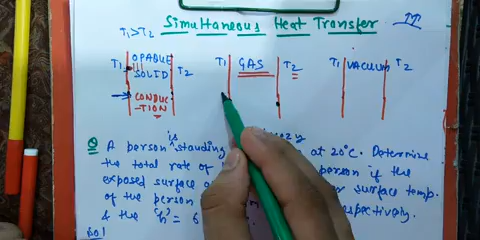 Simultaneous Heat Transfer
T₁>T₂
T₁ OPAQUE SOLID T₂
CONDUC
-TION
T₁ GAS T₂
T₁ VACUUM T₂
Q A person is standing breezy at 20°C. Determine
the total rate of person if the
exposed surface surface temp.
of the person respectively.
& the 'h' = 6
Sol